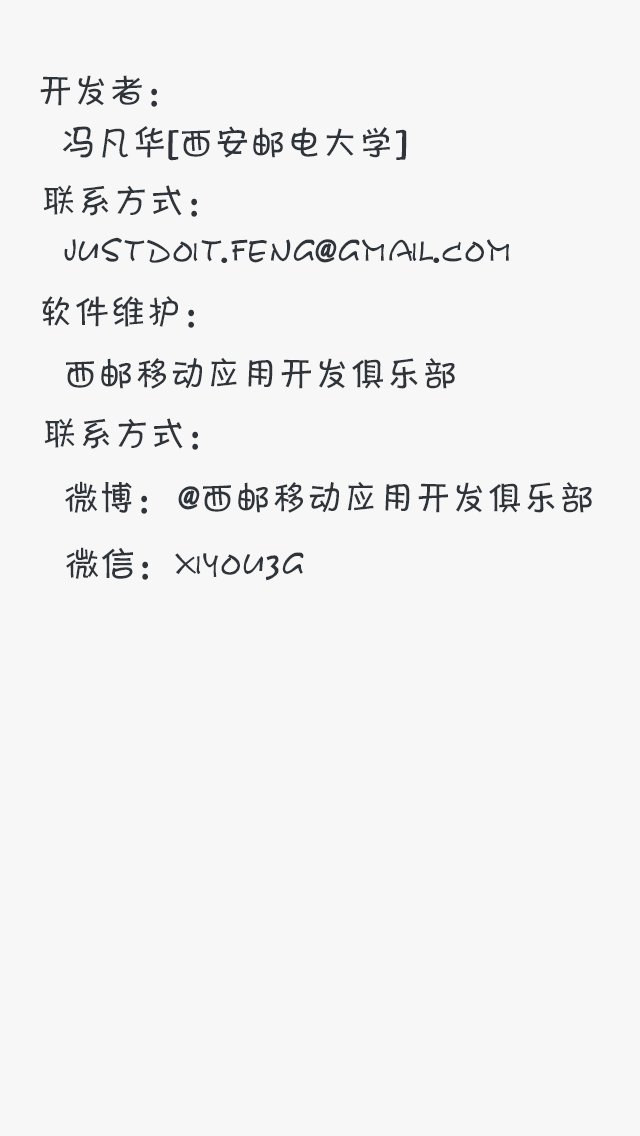 开发者：
冯凡华[西安邮电大学]
联系方式：
JUSTDOIT.FENG@GMAIL.COM
软件维护：
西邮移动应用开发俱乐部
联系方式：
微博：@西邮移动应用开发俱乐部
微信：XIYOU3G